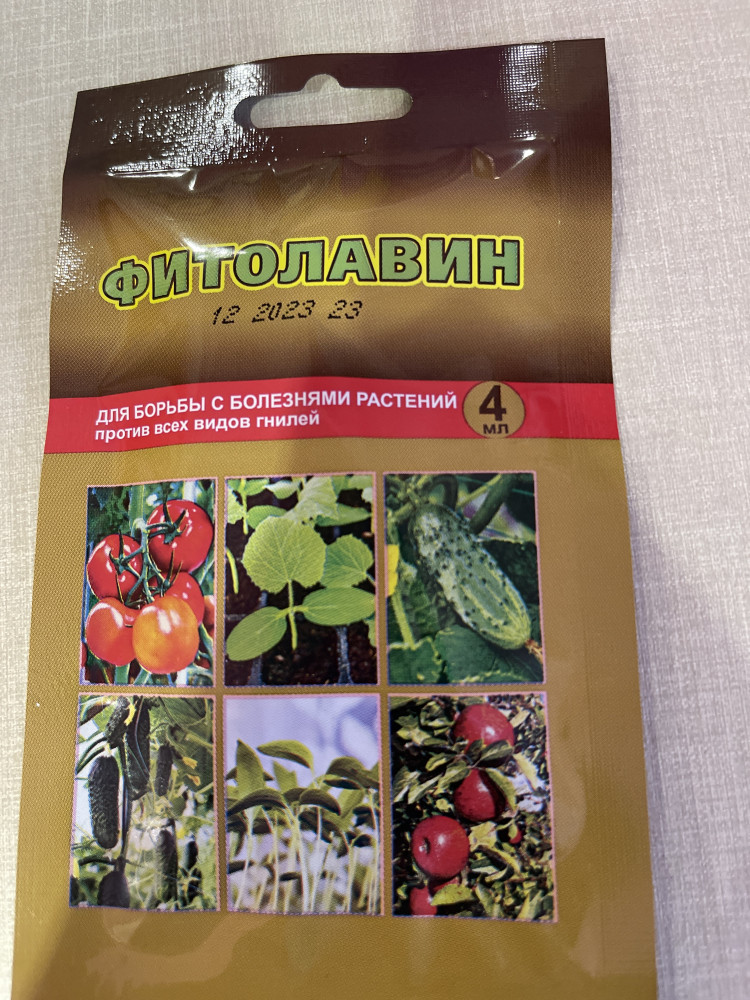 ФИТОЛАВИН
12 2023 23
ДЛЯ БОРЬБЫ С БОЛЕЗНЯМИ РАСТЕНИЙ
против всех видов гнилей
4
мл